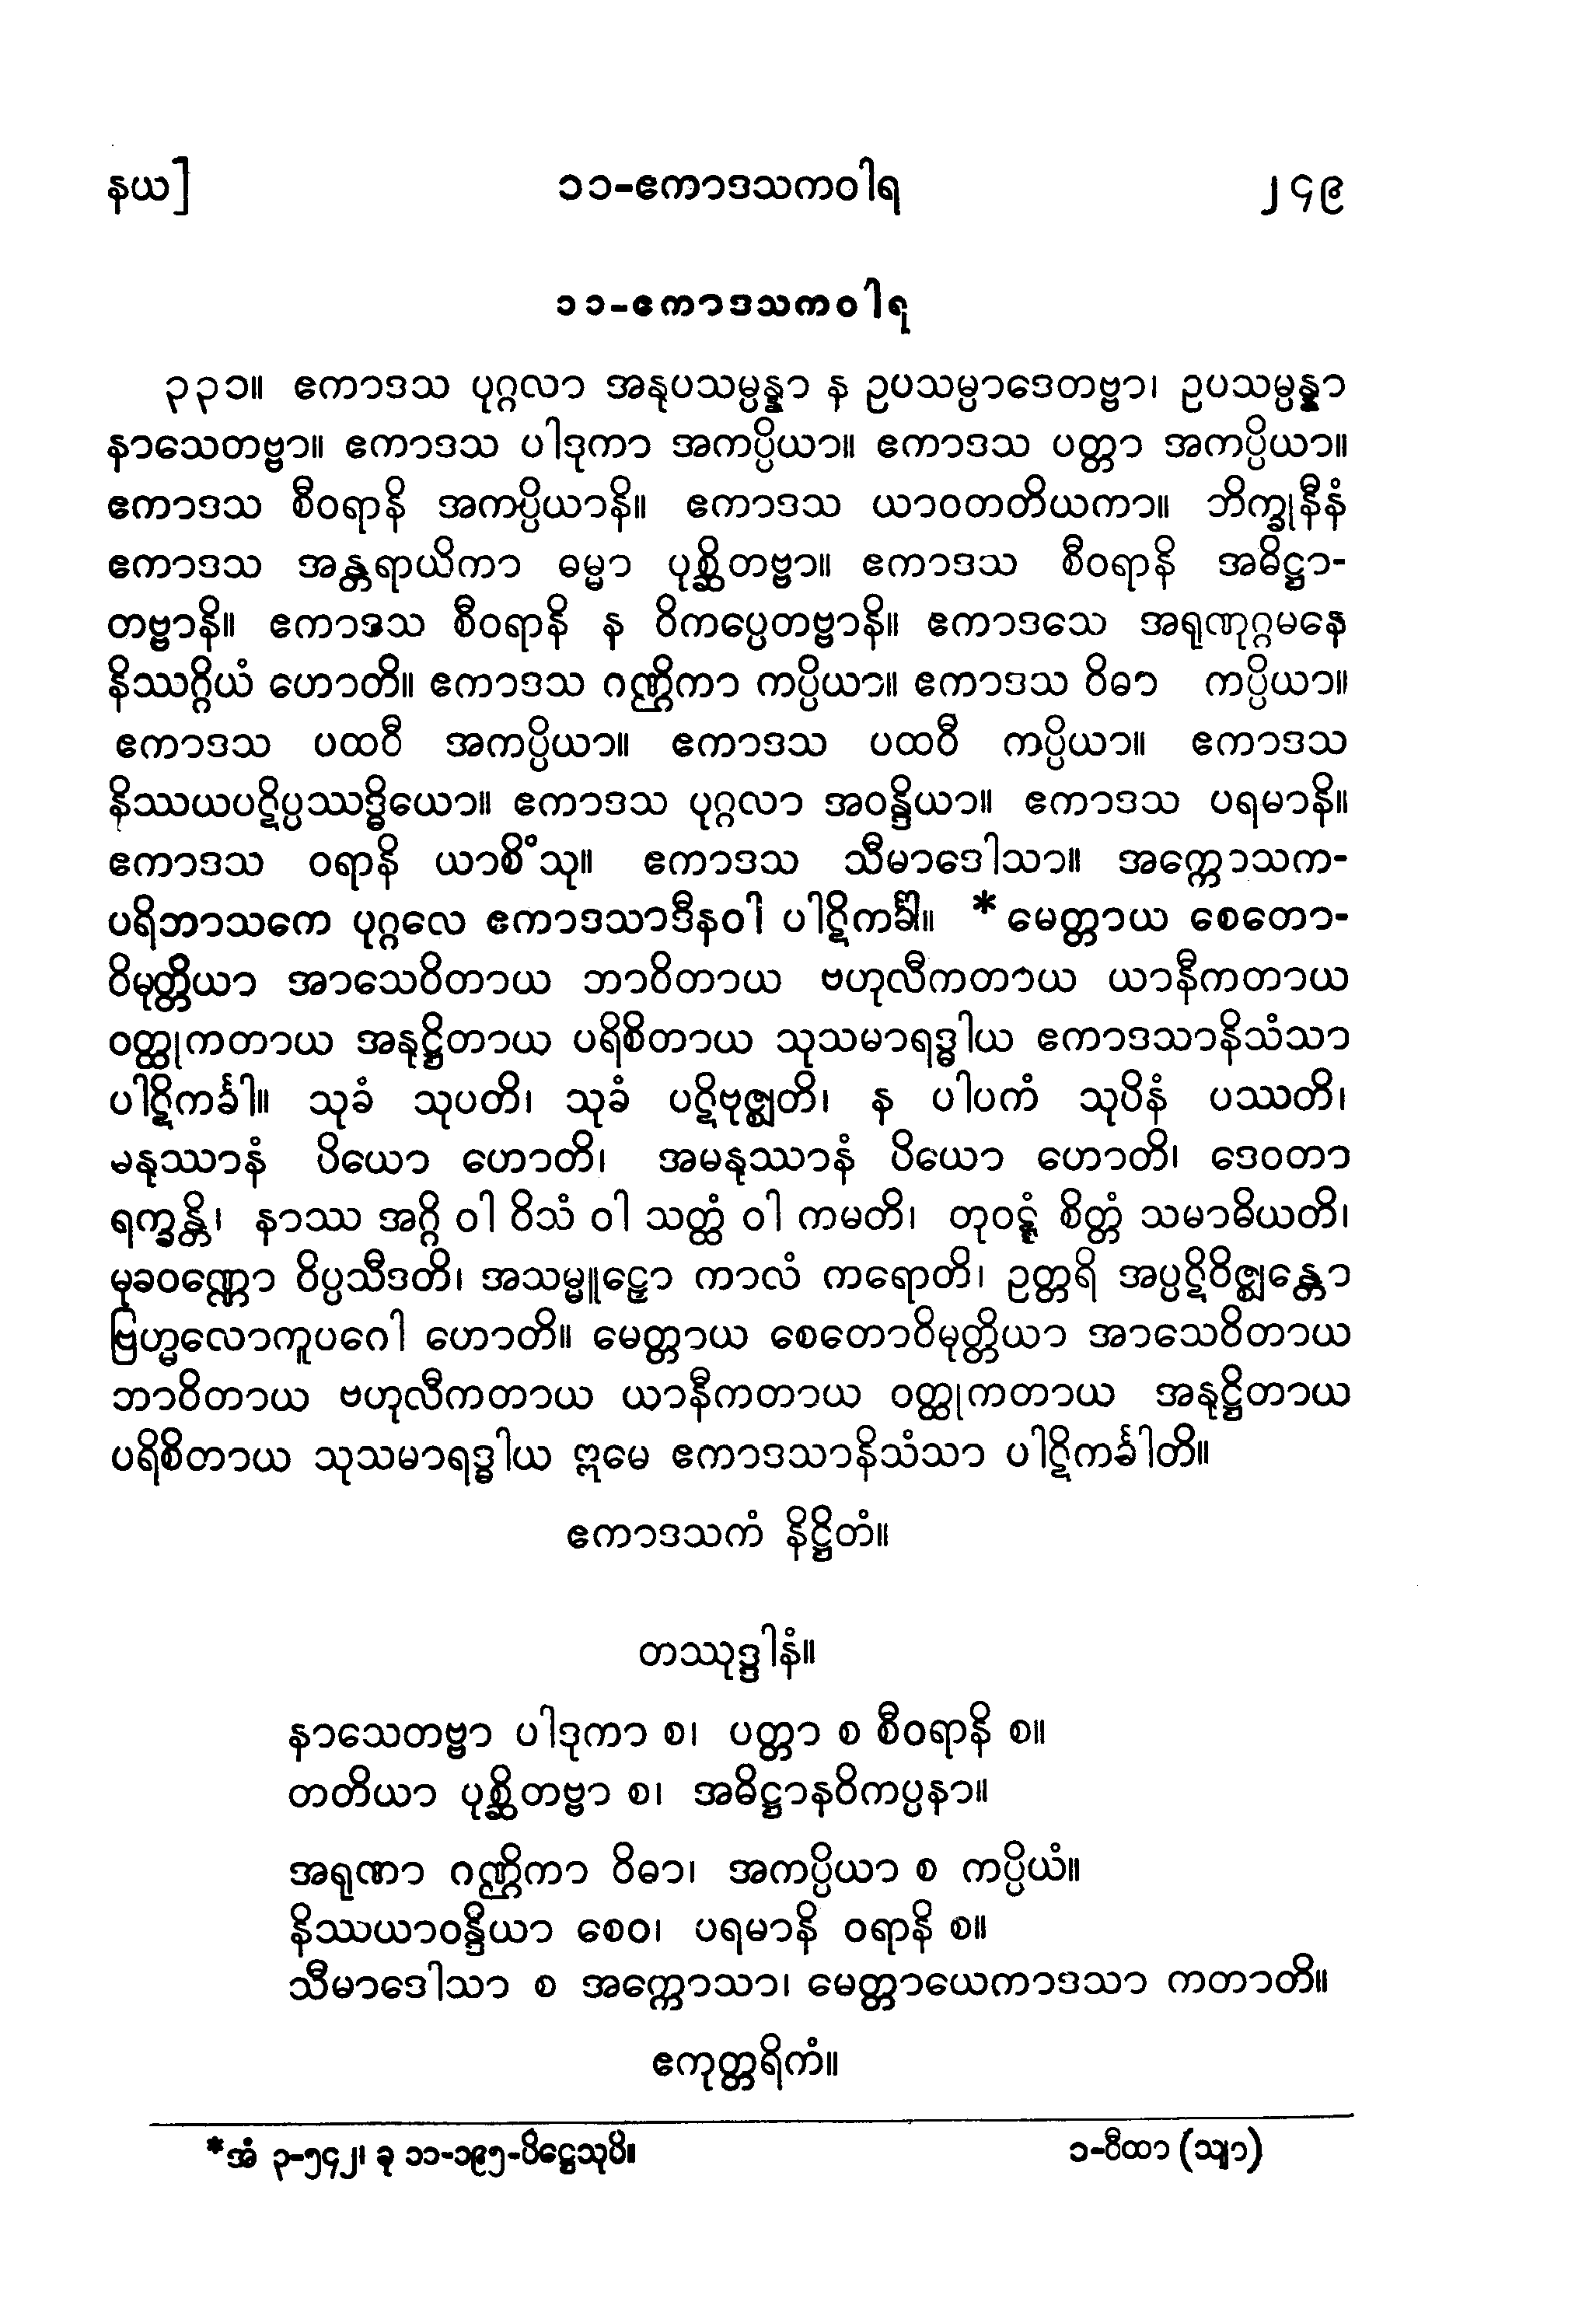 နယ]
၁၁-ဧကာဒသကဝါရ
၂၄၉
၁၁-ဧကာဒသကဝါရ
၃၃၁။ ဧကာဒသ ပုဂ္ဂလာ အနုပသမ္ပန္နာ န ဥပသမ္ပာဒေတဗ္ဗာ၊ ဥပသမ္ပန္နာ
နာသေတဗ္ဗာ။ ဧကာဒသ ပါဒုကာ အကပ္ပိယာ။ ဧကာဒသ ပတ္တာ အကပ္ပိယာ။
ဧကာဒသ စီဝရာနိ အကပ္ပိယာနိ။ ဧကာဒသ ယာဝတတိယကာ။ ဘိက္ခုနီနံ
ဧကာဒသ အန္တရာယိကာ ဓမ္မာ ပုစ္ဆိတဗ္ဗာ။ ဧကာဒသ စီဝရာနိ အဓိဋ္ဌာ-
တဗ္ဗာနိ။ ဧကာဒသ စီဝရာနိ န ဝိကပ္ပေတဗ္ဗာနိ။ ဧကာဒသေ အရုဏုဂ္ဂမနေ
နိဿဂ္ဂိယံ ဟောတိ။ ဧကာဒသ ဂဏ္ဌိကာ ကပ္ပိယာ။ ဧကာဒသ ဝိဓာ ကပ္ပိယာ။
ဧကာဒသ ပထဝီ အကပ္ပိယာ။ ဧကာဒသ ပထဝီ ကပ္ပိယာ။ ဧကာဒသ
နိဿယပဋိပ္ပဿဒ္ဓိယော။ ဧကာဒသ ပုဂ္ဂလာ အဝန္ဒိယာ။ ဧကာဒသ ပရမာနိ။
ဧကာဒသ ဝရာနိ ယာစိံသု။ ဧကာဒသ သီမာဒေါသာ။ အက္ကောသက-
ပရိဘာသကေ ပုဂ္ဂလေ ဧကာဒသာဒီနဝါ ပါဋိကင်္ခါ။ * မေတ္တာယ စေတော-
ဝိမုတ္တိယာ အာသေဝိတာယ ဘာဝိတာယ ဗဟုလီကတာယ ယာနီကတာယ
ဝတ္ထုကတာယ အနုဋ္ဌိတာယ ပရိစိတာယ သုသမာရဒ္ဓါယ ဧကာဒသာနိသံသာ
ပါဋိကင်္ခါ။ သုခံ သုပတိ၊ သုခံ ပဋိဗုဇ္ဈတိ၊ န ပါပကံ သုပိနံ ပဿတိ၊
မနုဿာနံ ပိယော ဟောတိ၊ အမနုဿာနံ ပိယော ဟောတိ၊ ဒေဝတာ
ရက္ခန္တိ၊ နာဿ အဂ္ဂိ ဝါ ဝိသံ ဝါ သတ္ထံ ဝါ ကမတိ၊ တုဝဋ္ဋံ စိတ္တံ သမာဓိယတိ၊
မုခဝဏ္ဏော ဝိပ္ပသီဒတိ၊ အသမ္မူဠှော ကာလံ ကရောတိ၊ ဥတ္တရိ အပ္ပဋိဝိဇ္ဈန္တော
ဗြဟ္မလောကူပဂေါ ဟောတိ။ မေတ္တာယ စေတောဝိမုတ္တိယာ အာသေဝိတာယ
ဘာဝိတာယ ဗဟုလီကတာယ ယာနီကတာယ ဝတ္ထုကတာယ အနုဋ္ဌိတာယ
ပရိစိတာယ သုသမာရဒ္ဓါယ ဣမေ ဧကာဒသာနိသံသာ ပါဋိကင်္ခါတိ။
ဧကာဒသကံ နိဋ္ဌိတံ။
တဿုဒ္ဒါနံ။
နာသေတဗ္ဗာ ပါဒုကာ စ၊ ပတ္တာ စ စီဝရာနိ စ။
တတိယာ ပုစ္ဆိတဗ္ဗာ စ၊ အဓိဋ္ဌာနဝိကပ္ပနာ။
အရုဏာ ဂဏ္ဌိကာ ဝိဓာ၊ အကပ္ပိယာ စ ကပ္ပိယံ။
နိဿယာဝန္ဒိယာ စေဝ၊ ပရမာနိ ဝရာနိ စ။
သီမာဒေါသာ စ အက္ကောသာ၊ မေတ္တာယေကာဒသာ ကတာတိ။
ဧကုတ္တရိကံ။
*အံ ၃-၅၄၂၊ ခု ၁၁-၁၉၅-ပိဋ္ဌေသုပိ။
၁-ပီထာ (သျာ)